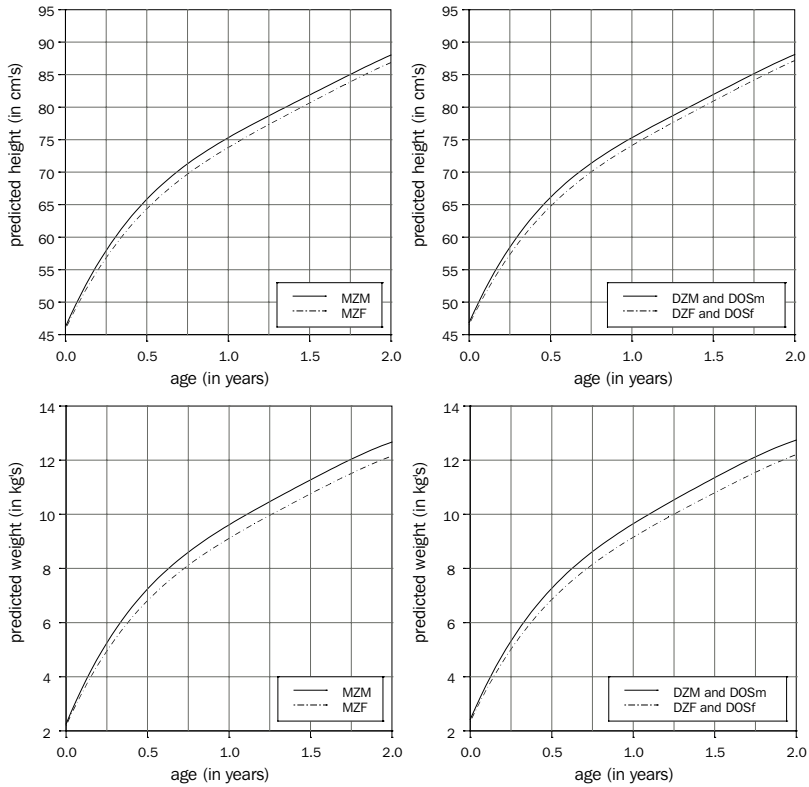 predicted height (in cm's)
95
90
85
80
75
70
65
60
55
50
45
MZM
MZF
0.0 0.5 1.0 1.5 2.0
age (in years)
predicted height (in cm's)
95
90
85
80
75
70
65
60
55
50
45
DZM and DOSm
DZF and DOSf
0.0 0.5 1.0 1.5 2.0
age (in years)
predicted weight (in kg's)
14
12
10
8
6
4
2
MZM
MZF
0.0 0.5 1.0 1.5 2.0
age (in years)
predicted weight (in kg's)
14
12
10
8
6
4
2
DZM and DOSm
DZF and DOSf
0.0 0.5 1.0 1.5 2.0
age (in years)